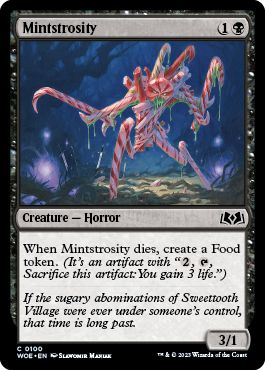 Mintstrosity 1
Creature — Horror
When Mintstrosity dies, create a Food
token. (It's an artifact with “2, 
Sacrifice this artifact: You gain 3 life.”)
If the sugary abominations of Sweettooth
Village were ever under someone's control,
that time is long past.
3/1
C 0100
WOE • EN Slawomir Maniak
™ & © 2023 Wizards of the Coast